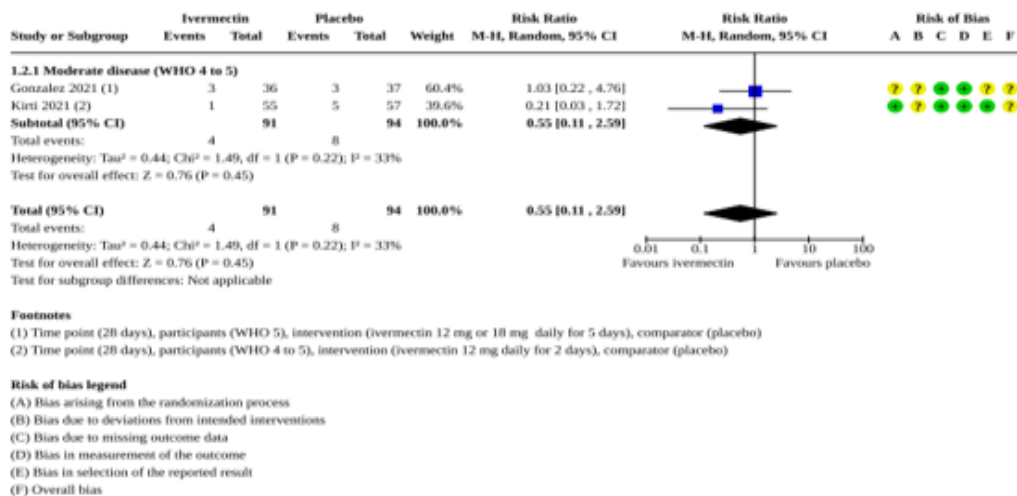 Ivermectin Placebo Risk Ratio Risk Ratio Risk of Bias
Study or Subgroup Events Total Events Total Weight M-H, Random, 95% CI M-H, Random, 95% CI A B C D E F
1.2.1 Moderate disease (WHO 4 to 5)
Gonzalez 2021 (1) 3 36 3 37 60.4% 1.03 [0.22 , 4.76] ? ? + + ? ?
Kirti 2021 (2) 1 55 5 57 39.6% 0.21 [0.03 , 1.72] + ? + + + ?
Subtotal (95% CI) 91 94 100.0% 0.55 [0.11 , 2.59]
Total events: 4 8
Heterogeneity: Tau² = 0.44; Chi² = 1.49, df = 1 (P = 0.22); I² = 33%
Test for overall effect: Z = 0.76 (P = 0.45)
Total (95% CI) 91 94 100.0% 0.55 [0.11 , 2.59]
Total events: 4 8
Heterogeneity: Tau² = 0.44; Chi² = 1.49, df = 1 (P = 0.22); I² = 33%
0.01 0.1 1 10 100
Test for overall effect: Z = 0.76 (P = 0.45) Favours ivermectin Favours placebo
Test for subgroup differences: Not applicable
Footnotes
(1) Time point (28 days), participants (WHO 5), intervention (ivermectin 12 mg or 18 mg daily for 5 days), comparator (placebo)
(2) Time point (28 days), participants (WHO 4 to 5), intervention (ivermectin 12 mg daily for 2 days), comparator (placebo)
Risk of bias legend
(A) Bias arising from the randomization process
(B) Bias due to deviations from intended interventions
(C) Bias due to missing outcome data
(D) Bias in measurement of the outcome
(E) Bias in selection of the reported result
(F) Overall bias